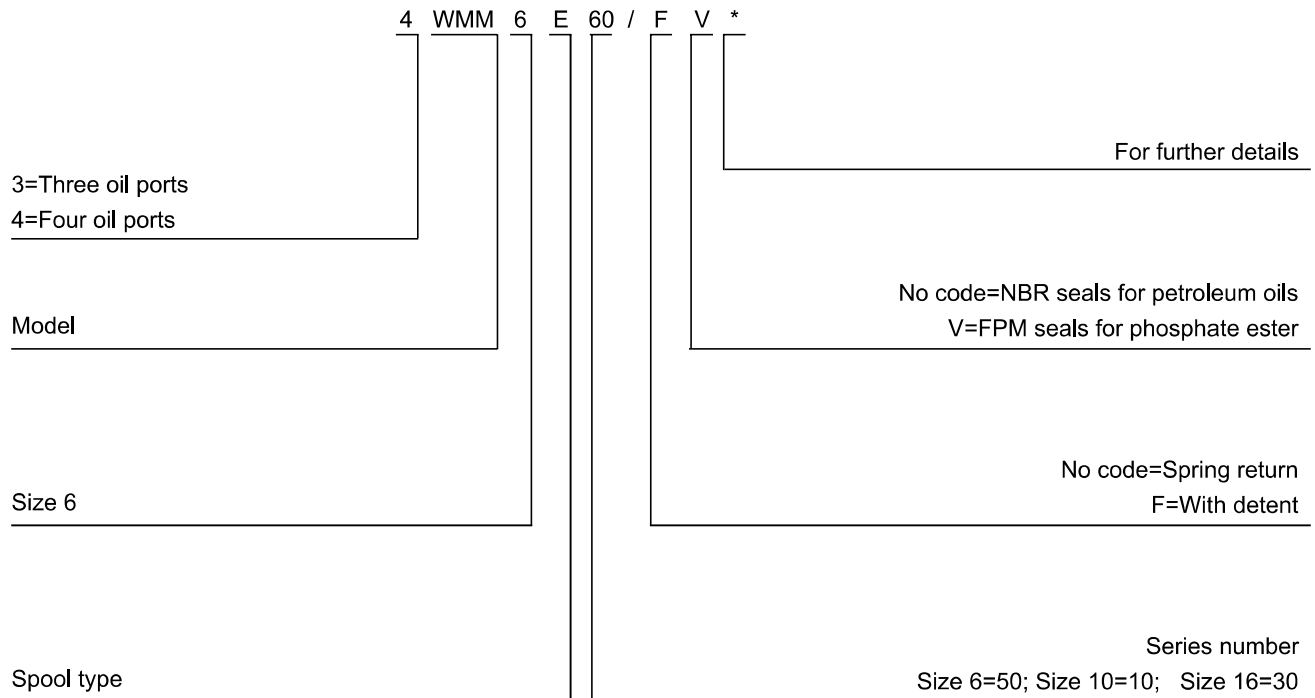 4 WMM 6 E 60 / F V *
For further details
3=Three oil ports
4=Four oil ports
No code=NBR seals for petroleum oils
V=FPM seals for phosphate ester
Model
No code=Spring return
F=With detent
Size 6
Series number
Size 6=50; Size 10=10; Size 16=30
Spool type